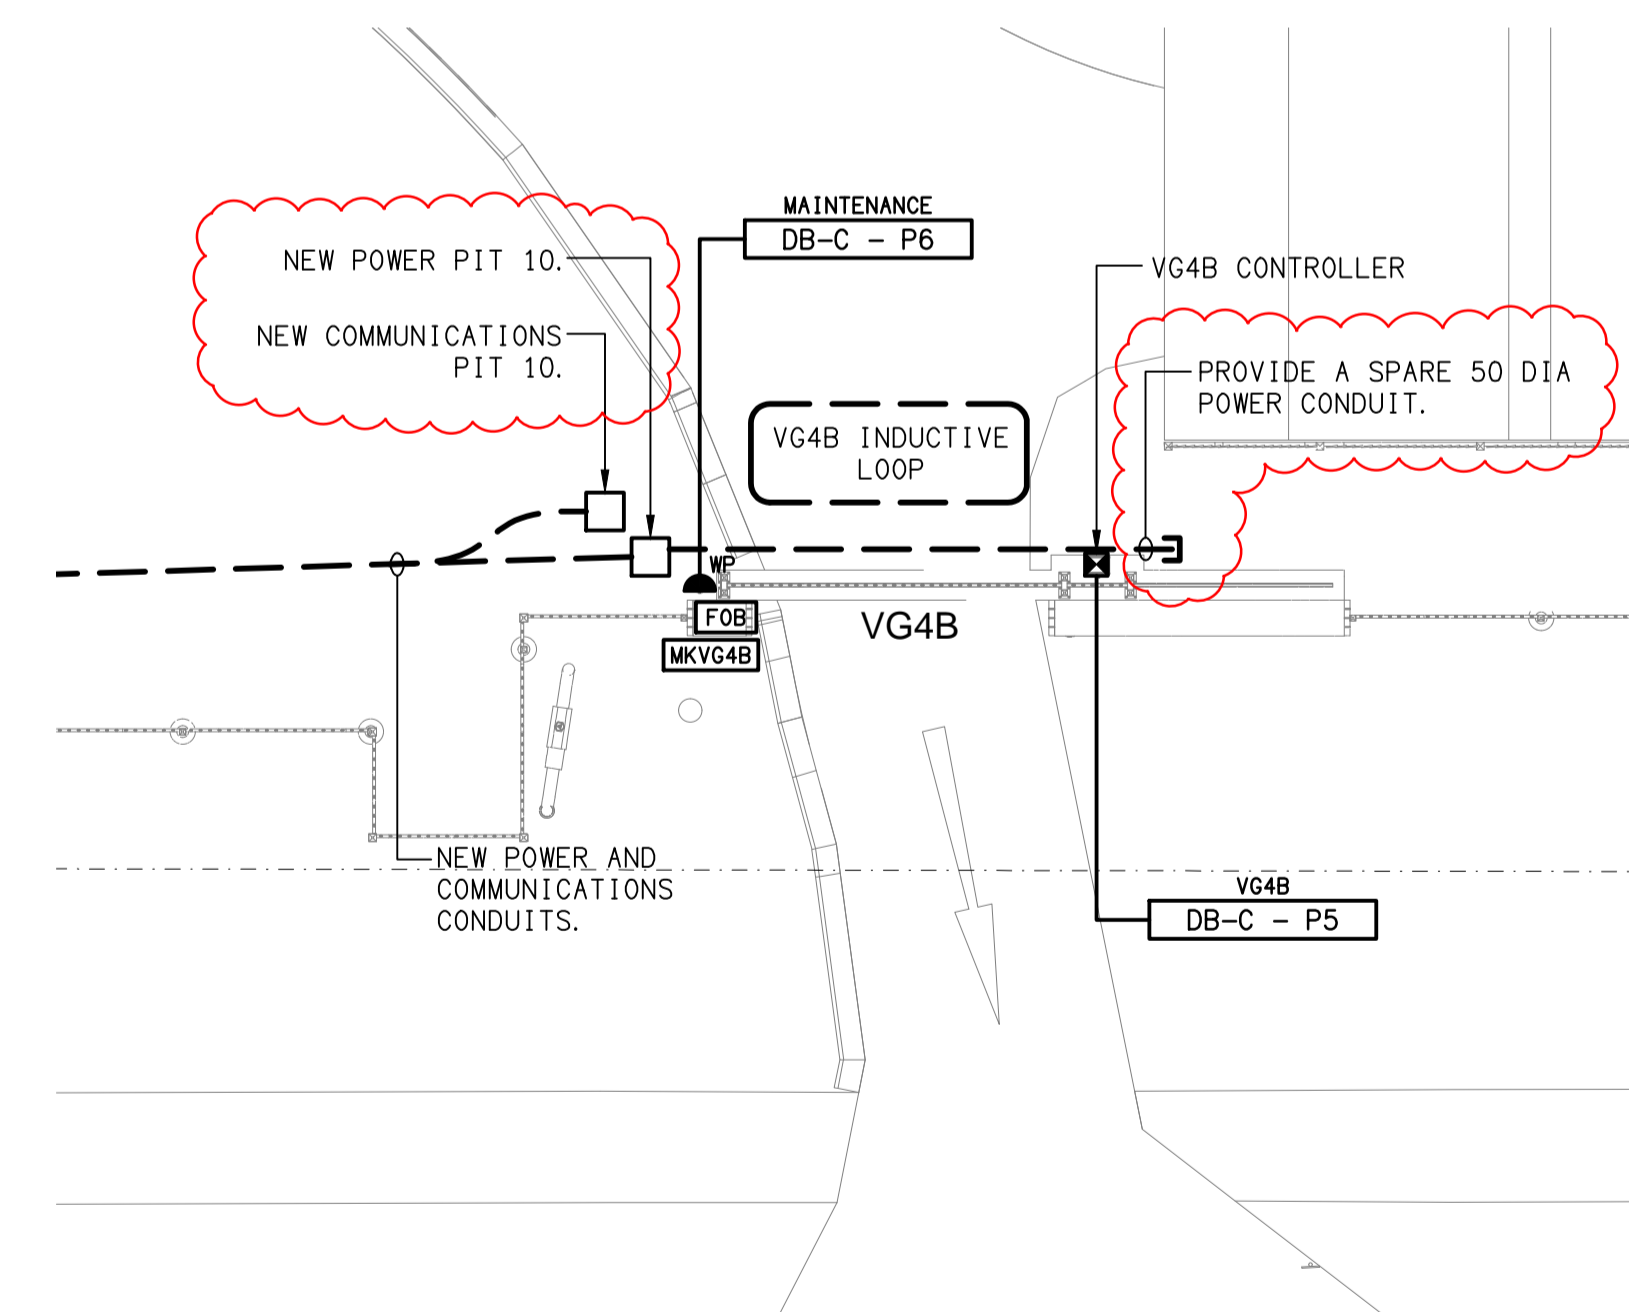 MAINTENANCE
DB-C - P6
NEW POWER PIT 10.
VG4B CONTROLLER
NEW COMMUNICATIONS
PIT 10.
PROVIDE A SPARE 50 DIA
POWER CONDUIT.
VG4B INDUCTIVE
LOOP
WP
FOB
VG4B
MKVG4B
NEW POWER AND
COMMUNICATIONS
CONDUITS.
VG4B
DB-C - P5